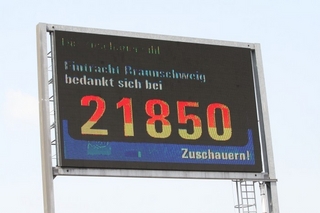 Eintracht Braunschweig
bedankt sich bei
21850
Zuschauern!